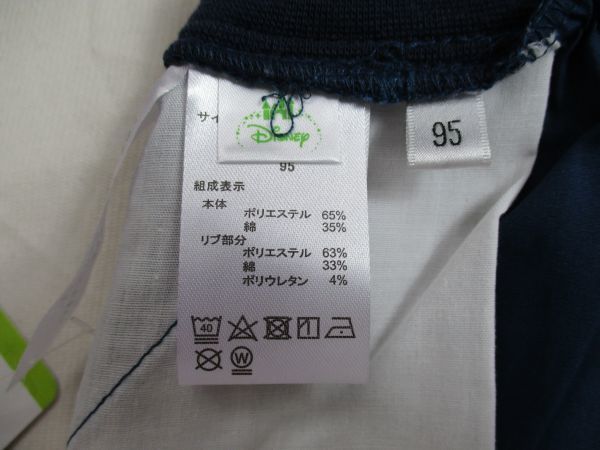 サイ
Disney
95
95
組成表示
本体
ポリエステル 65%
綿 35%
リブ部分
ポリエステル 63%
綿 33%
ポリウレタン 4%
40
W